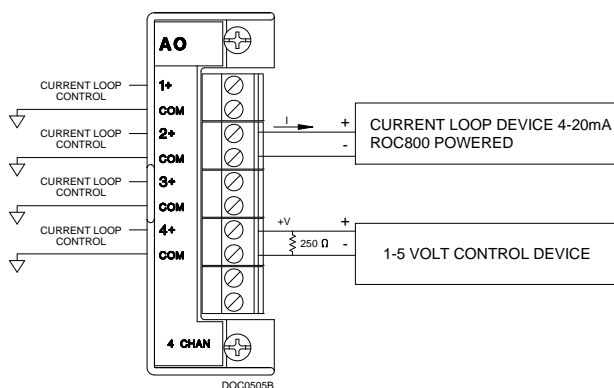 AO
CURRENT LOOP
CONTROL
1+
COM
CURRENT LOOP
CONTROL
2+
COM
CURRENT LOOP
CONTROL
3+
COM
CURRENT LOOP
CONTROL
4+
COM
4 CHAN
I
+
-
CURRENT LOOP DEVICE 4-20mA
ROC800 POWERED
+V
250 Ω
+
-
1-5 VOLT CONTROL DEVICE
DOC0505B